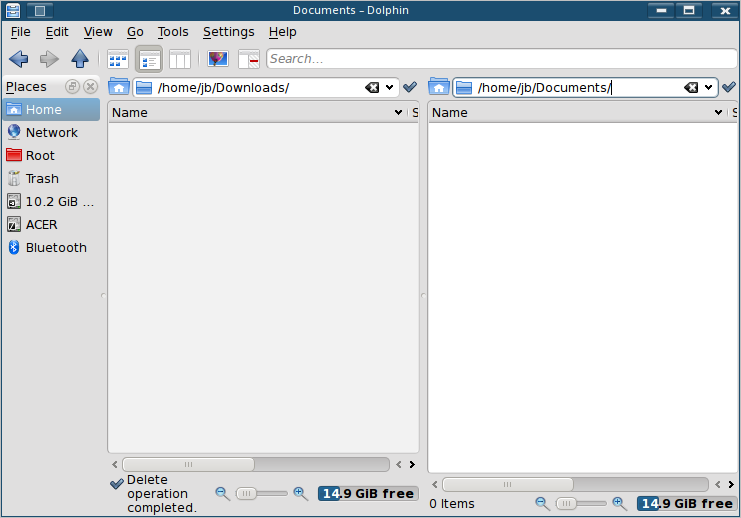 Documents – Dolphin
File Edit View Go Tools Settings Help
Search...
Places
Home
Network
Root
Trash
10.2 GiB ...
ACER
Bluetooth
/home/jb/Downloads/
Name S
Delete
operation
completed.
14.9 GiB free
/home/jb/Documents/
Name S
0 Items
14.9 GiB free